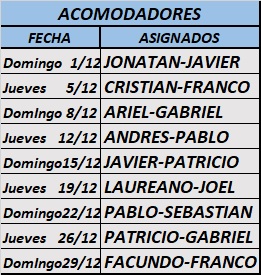 ACOMODADORES
FECHA ASIGNADOS
Domingo 1/12 JONATAN-JAVIER
Jueves 5/12 CRISTIAN-FRANCO
Domingo 8/12 ARIEL-GABRIEL
Jueves 12/12 ANDRES-PABLO
Domingo15/12 JAVIER-PATRICIO
Jueves 19/12 LAUREANO-JOEL
Domingo22/12 PABLO-SEBASTIAN
Jueves 26/12 PATRICIO-GABRIEL
Domingo29/12 FACUNDO-FRANCO